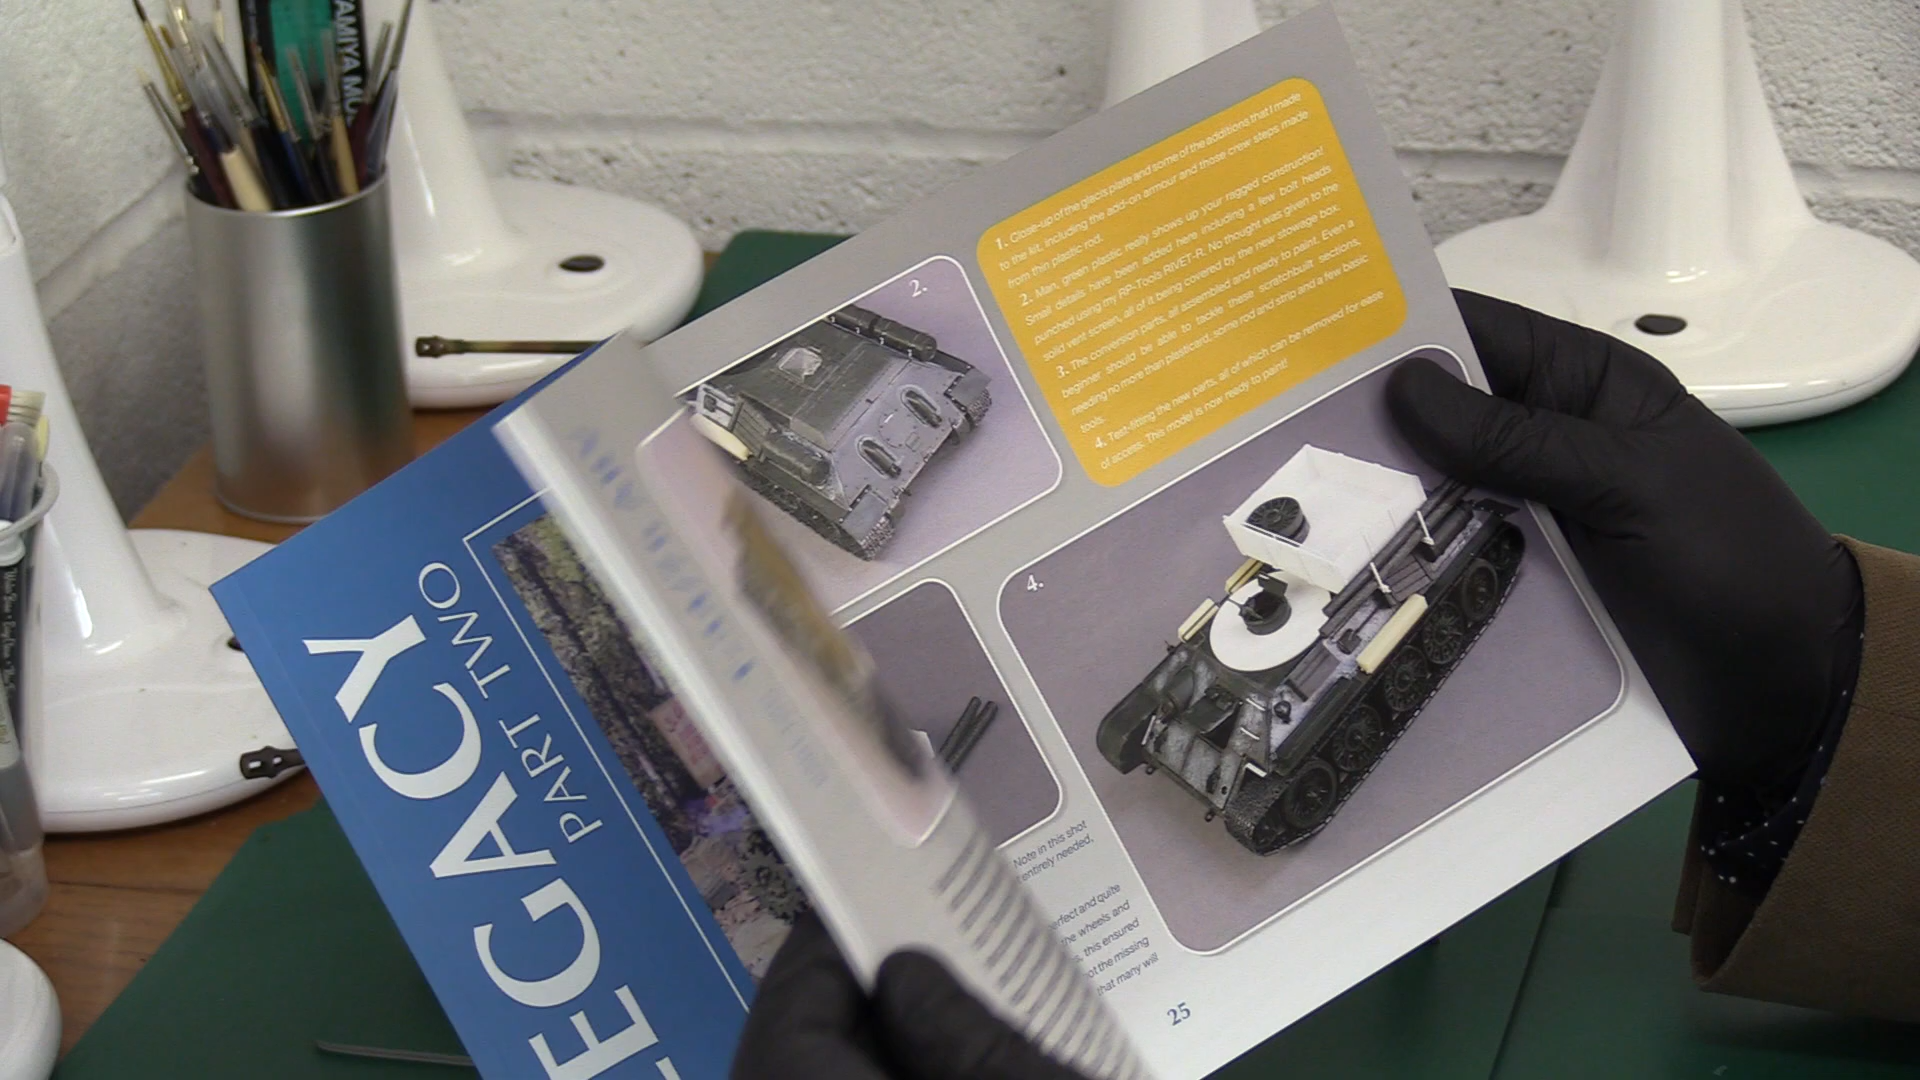 TAMIYA
LEGACY
PART TWO
2.
1. Close-up of the glacis plate and some of the additions that I made
to the kit, including the add-on armour and those crew steps made
from thin plastic rod.
2. Man, green plastic really shows up your ragged construction!
Small details have been added here including a few bolt heads
punched using my RP-Tools RIVET-R. No thought was given to the
solid vent screen, all of it being covered by the new stowage box.
3. The conversion parts, all assembled and ready to paint. Even a
beginner should be able to tackle these scratchbuilt sections,
needing no more than plasticard, some rod and strip and a few basic
tools.
4. Test-fitting the new parts, all of which can be removed for ease
of access. This model is now ready to paint!
4.
Note in this shot
entirely needed,
perfect and quite
the wheels and
this ensured
the missing
that many will
25